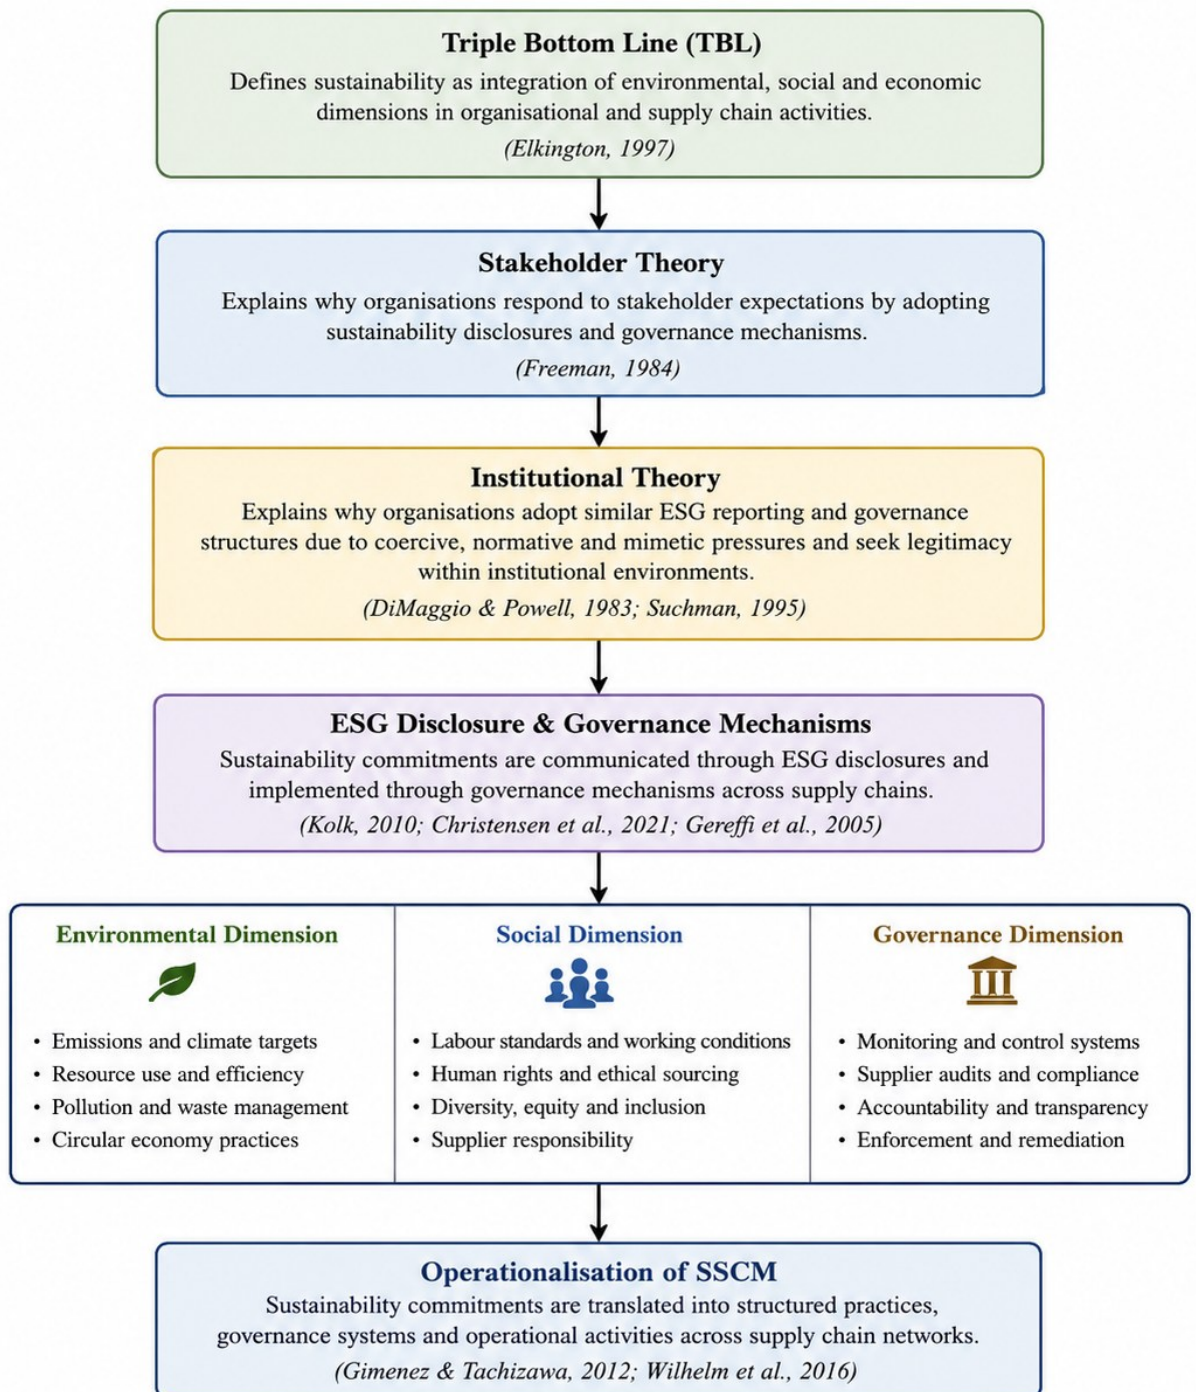 Triple Bottom Line (TBL)
Defines sustainability as integration of environmental, social and economic
dimensions in organisational and supply chain activities.
(Elkington, 1997)
Stakeholder Theory
Explains why organisations respond to stakeholder expectations by adopting
sustainability disclosures and governance mechanisms.
(Freeman, 1984)
Institutional Theory
Explains why organisations adopt similar ESG reporting and governance
structures due to coercive, normative and mimetic pressures and seek legitimacy
within institutional environments.
(DiMaggio & Powell, 1983; Suchman, 1995)
ESG Disclosure & Governance Mechanisms
Sustainability commitments are communicated through ESG disclosures and
implemented through governance mechanisms across supply chains.
(Kolk, 2010; Christensen et al., 2021; Gereffi et al., 2005)
Environmental Dimension
• Emissions and climate targets
• Resource use and efficiency
• Pollution and waste management
• Circular economy practices
Social Dimension
• Labour standards and working conditions
• Human rights and ethical sourcing
• Diversity, equity and inclusion
• Supplier responsibility
Governance Dimension
• Monitoring and control systems
• Supplier audits and compliance
• Accountability and transparency
• Enforcement and remediation
Operationalisation of SSCM
Sustainability commitments are translated into structured practices,
governance systems and operational activities across supply chain networks.
(Gimenez & Tachizawa, 2012; Wilhelm et al., 2016)